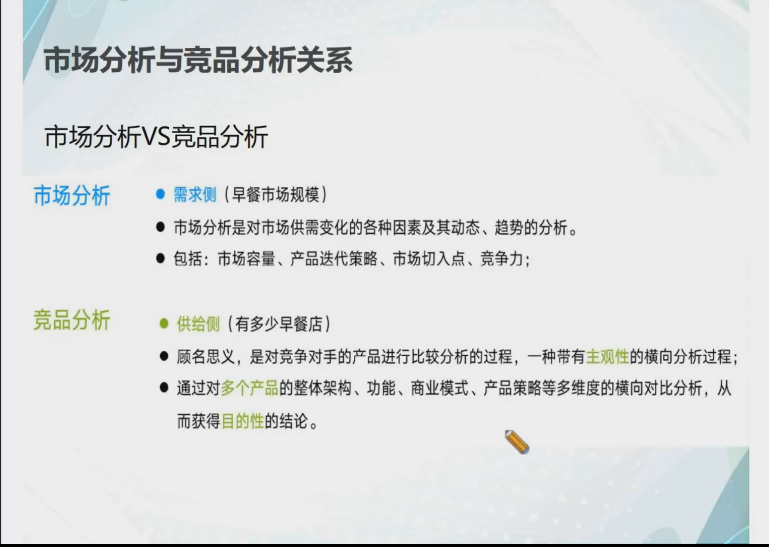 市场分析与竞品分析关系
市场分析VS竞品分析
市场分析
● 需求侧（早餐市场规模）
● 市场分析是对市场供需变化的各种因素及其动态、趋势的分析。
● 包括：市场容量、产品迭代策略、市场切入点、竞争力；
竞品分析
● 供给侧（有多少早餐店）
● 顾名思义，是对竞争对手的产品进行比较分析的过程，一种带有主观性的横向分析过程；
● 通过对多个产品的整体架构、功能、商业模式、产品策略等多维度的横向对比分析，从
而获得目的性的结论。